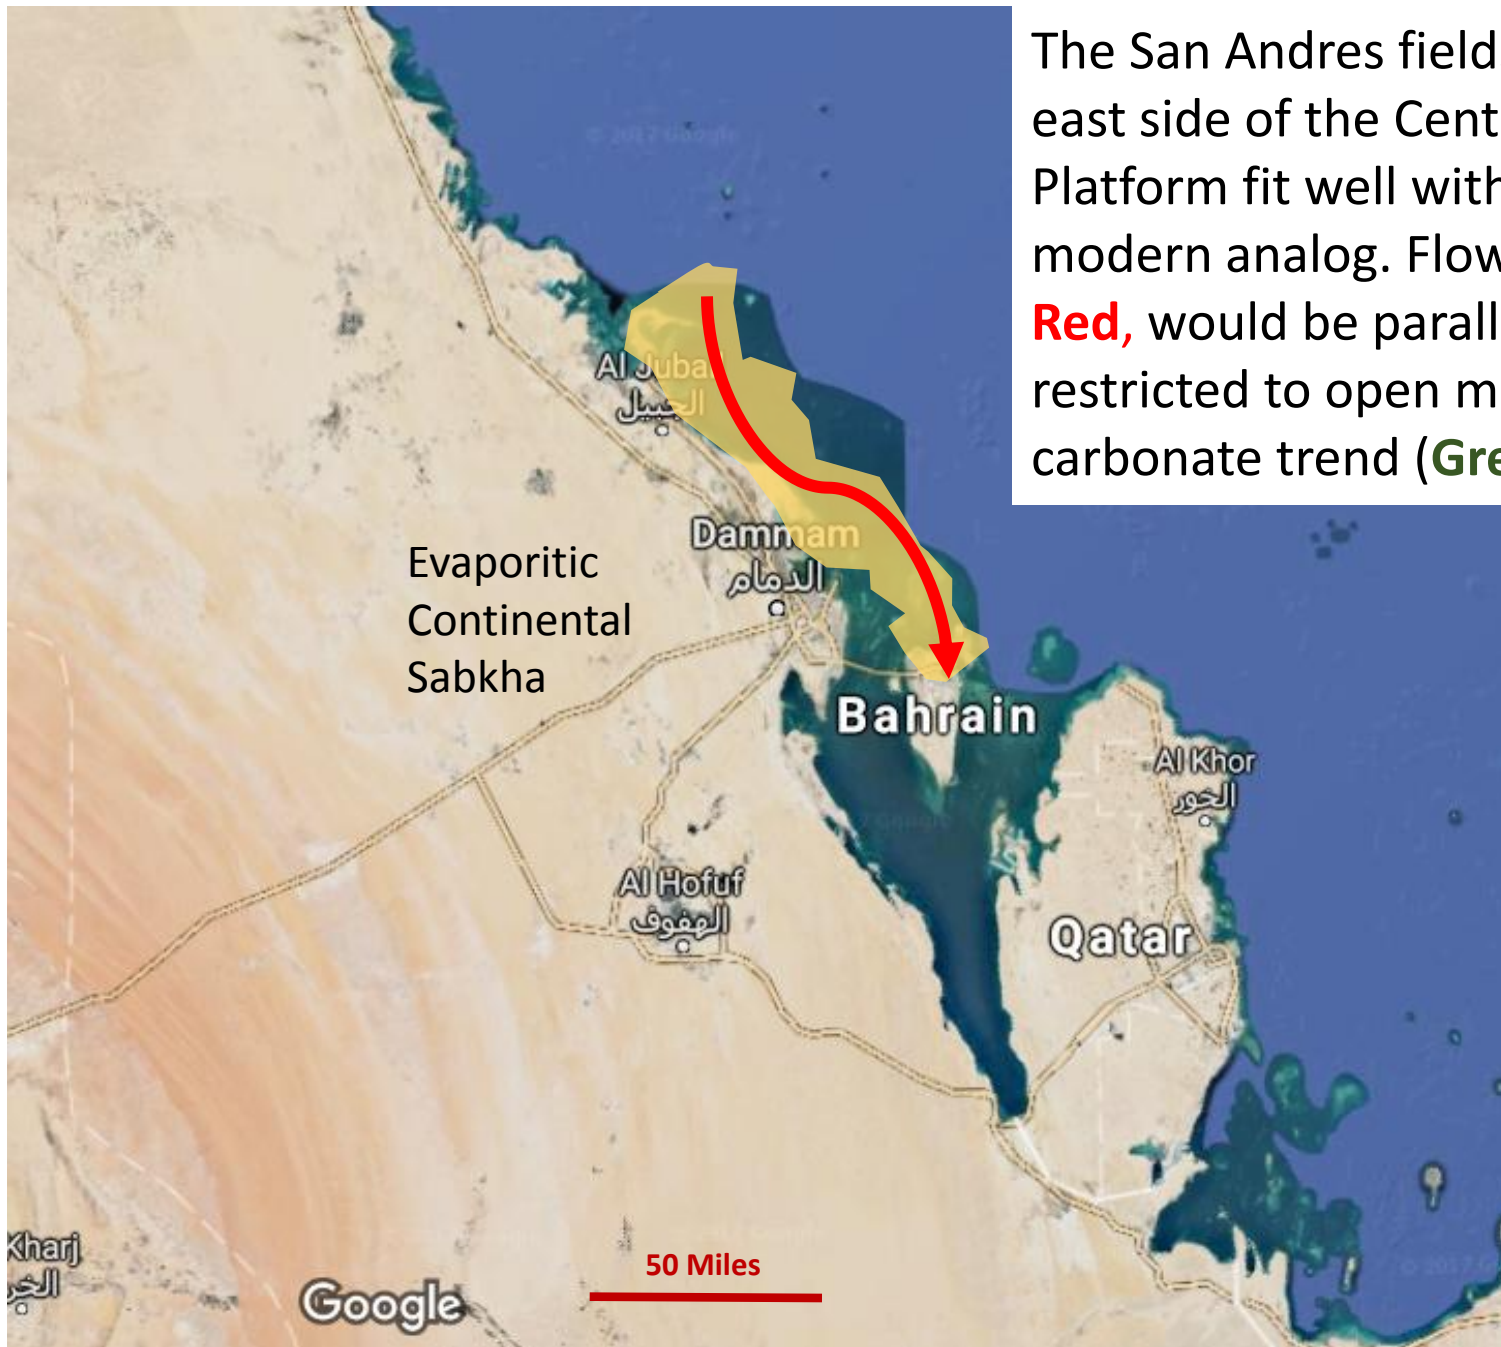 The San Andres field
east side of the Cent
Platform fit well with
modern analog. Flow
Red, would be parall
restricted to open m
carbonate trend (Gre
© 2017 Google
Al Jubail
الجبيل
Dammam
الدمام
Evaporitic
Continental
Sabkha
Bahrain
Al Khor
الخور
Al Hofuf
الهفوف
Qatar
Kharj
50 Miles
Google